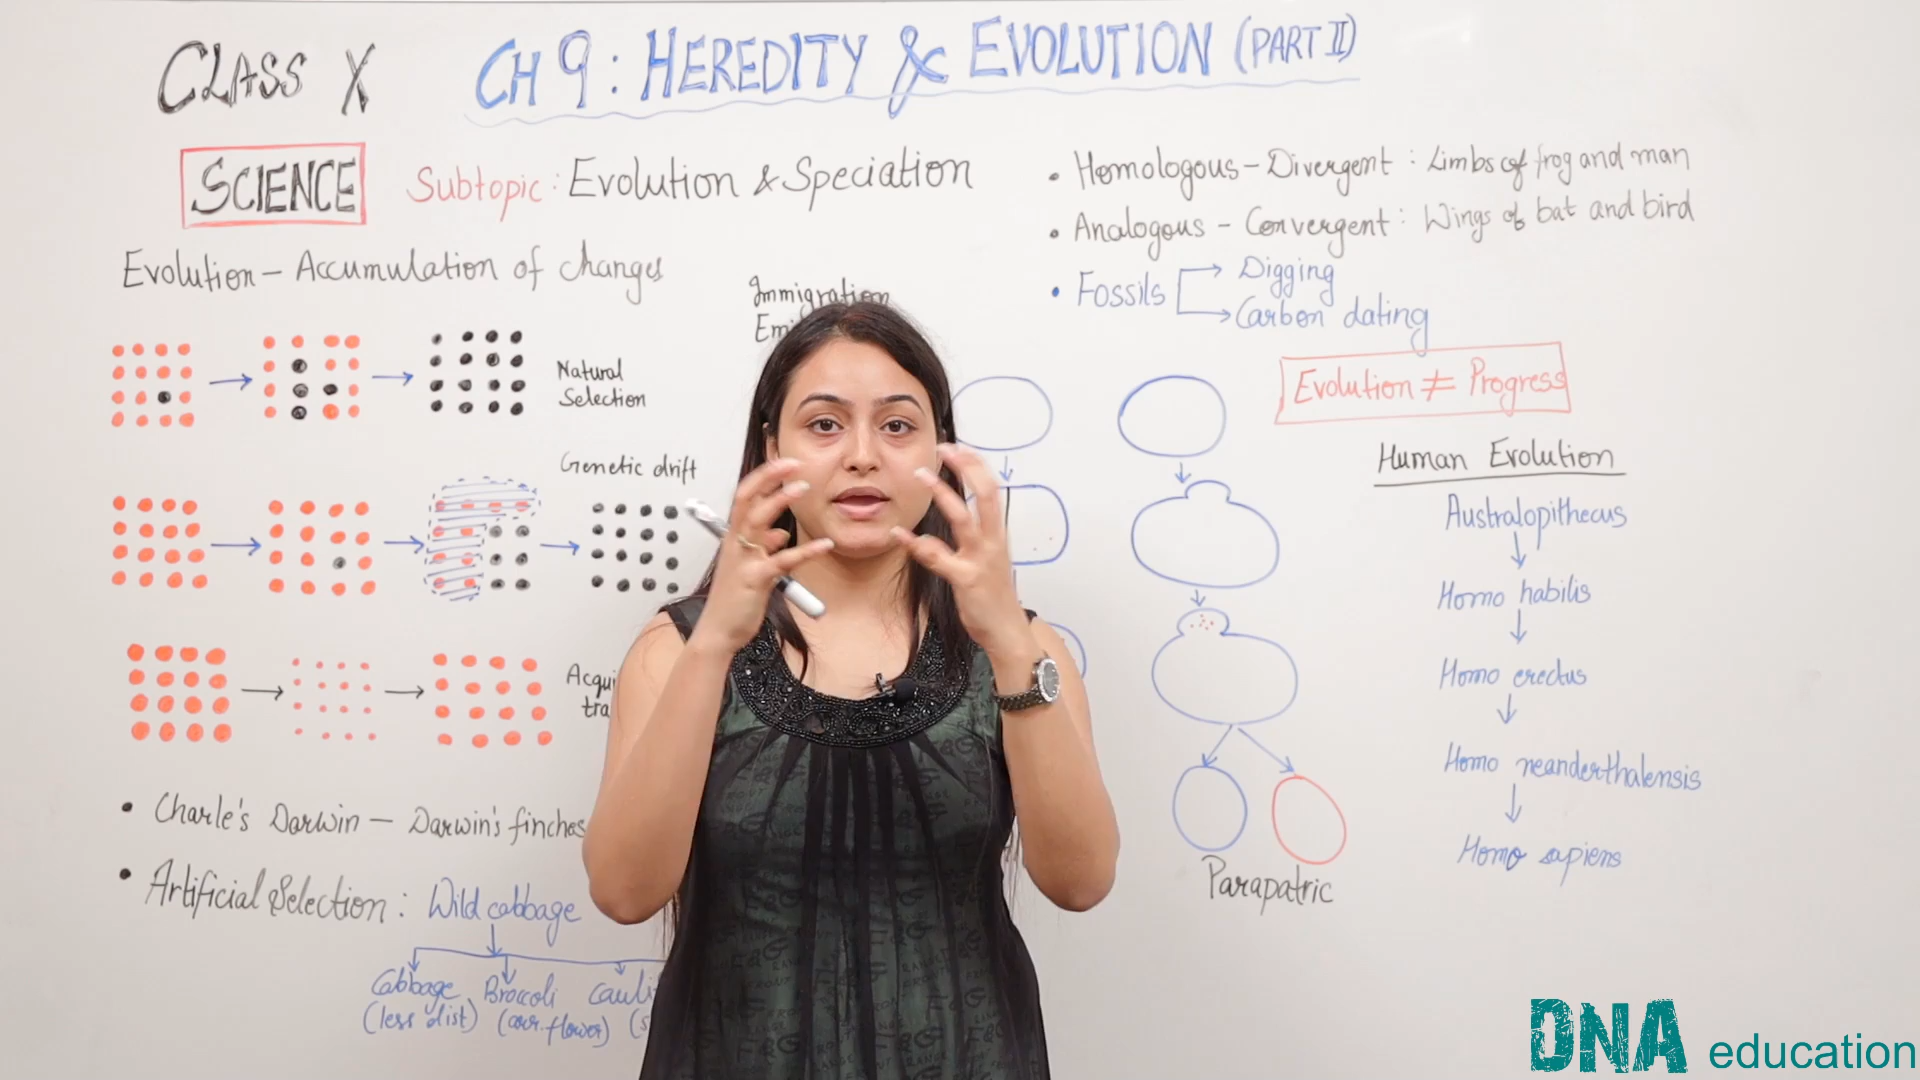 CLASS X
CH 9 : HEREDITY & EVOLUTION (PART II)
SCIENCE
Subtopic : Evolution & Speciation
Evolution – Accumulation of changes
Natural
Selection
Genetic drift
• Charle's Darwin – Darwin's finches
• Artificial Selection : Wild cabbage
Cabbage Broccoli
(less dist) (arr. flower)
Immigration
• Homologous – Divergent : Limbs of frog and man
• Analogous – Convergent : Wings of bat and bird
• Fossils → Digging
→ Carbon dating
Evolution ≠ Progress
Parapatric
Human Evolution
Australopithecus
Homo habilis
Homo erectus
Homo neanderthalensis
Homo sapiens
DNA education